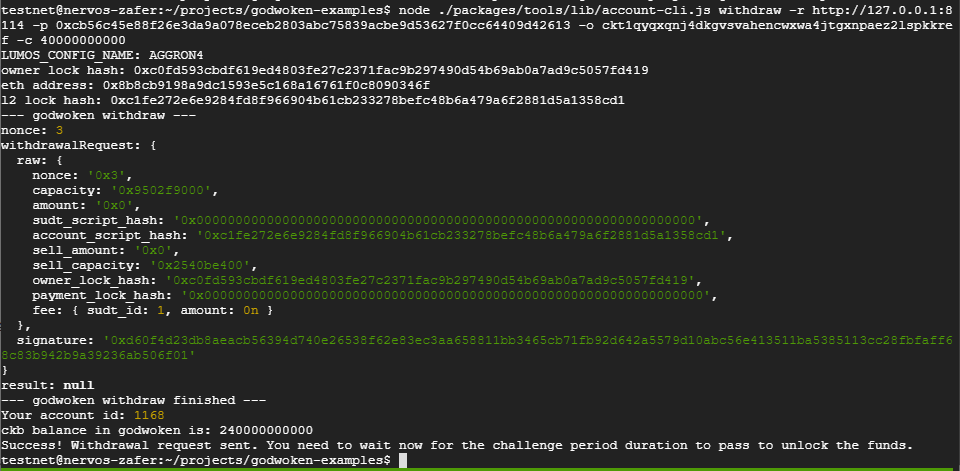 testnet@nervos-zafer:~/projects/godwoken-examples$ node ./packages/tools/lib/account-cli.js withdraw -r http://127.0.0.1:8
114 -p 0xcb56c45e88f26e3da9a078eceb2803abc75839acbe9d53627f0cc64409d42613 -o ckt1qyqxqnj4dkgvsvahencwxwa4jtgxnpaez2lspkkre
f -c 40000000000
LUMOS_CONFIG_NAME: AGGRON4
owner lock hash: 0xc0fd593cbdf619ed4803fe27c2371fac9b297490d54b69ab0a7ad9c5057fd419
eth address: 0x8b8cb9198a9dc1593e5c168a16761f0c8090346f
l2 lock hash: 0xc1fe272e6e9284fd8f966904b61cb233278befc48b6a479a6f2881d5a1358cd1
--- godwoken withdraw ---
nonce: 3
withdrawalRequest: {
  raw: {
    nonce: '0x3',
    capacity: '0x9502f9000',
    amount: '0x0',
    sudt_script_hash: '0x0000000000000000000000000000000000000000000000000000000000000000',
    account_script_hash: '0xc1fe272e6e9284fd8f966904b61cb233278befc48b6a479a6f2881d5a1358cd1',
    sell_amount: '0x0',
    sell_capacity: '0x2540be400',
    owner_lock_hash: '0xc0fd593cbdf619ed4803fe27c2371fac9b297490d54b69ab0a7ad9c5057fd419',
    payment_lock_hash: '0x0000000000000000000000000000000000000000000000000000000000000000',
    fee: { sudt_id: 1, amount: 0n }
  },
  signature: '0xd60f4d23db8aeacb56394d740e26538f62e83ec3aa658811bb3465cb71fb92d642a5579d10abc56e413511ba5385113cc28fbfaff6
8c83b942b9a39236ab506f01'
}
result: null
--- godwoken withdraw finished ---
Your account id: 1168
ckb balance in godwoken is: 240000000000
Success! Withdrawal request sent. You need to wait now for the challenge period duration to pass to unlock the funds.
testnet@nervos-zafer:~/projects/godwoken-examples$